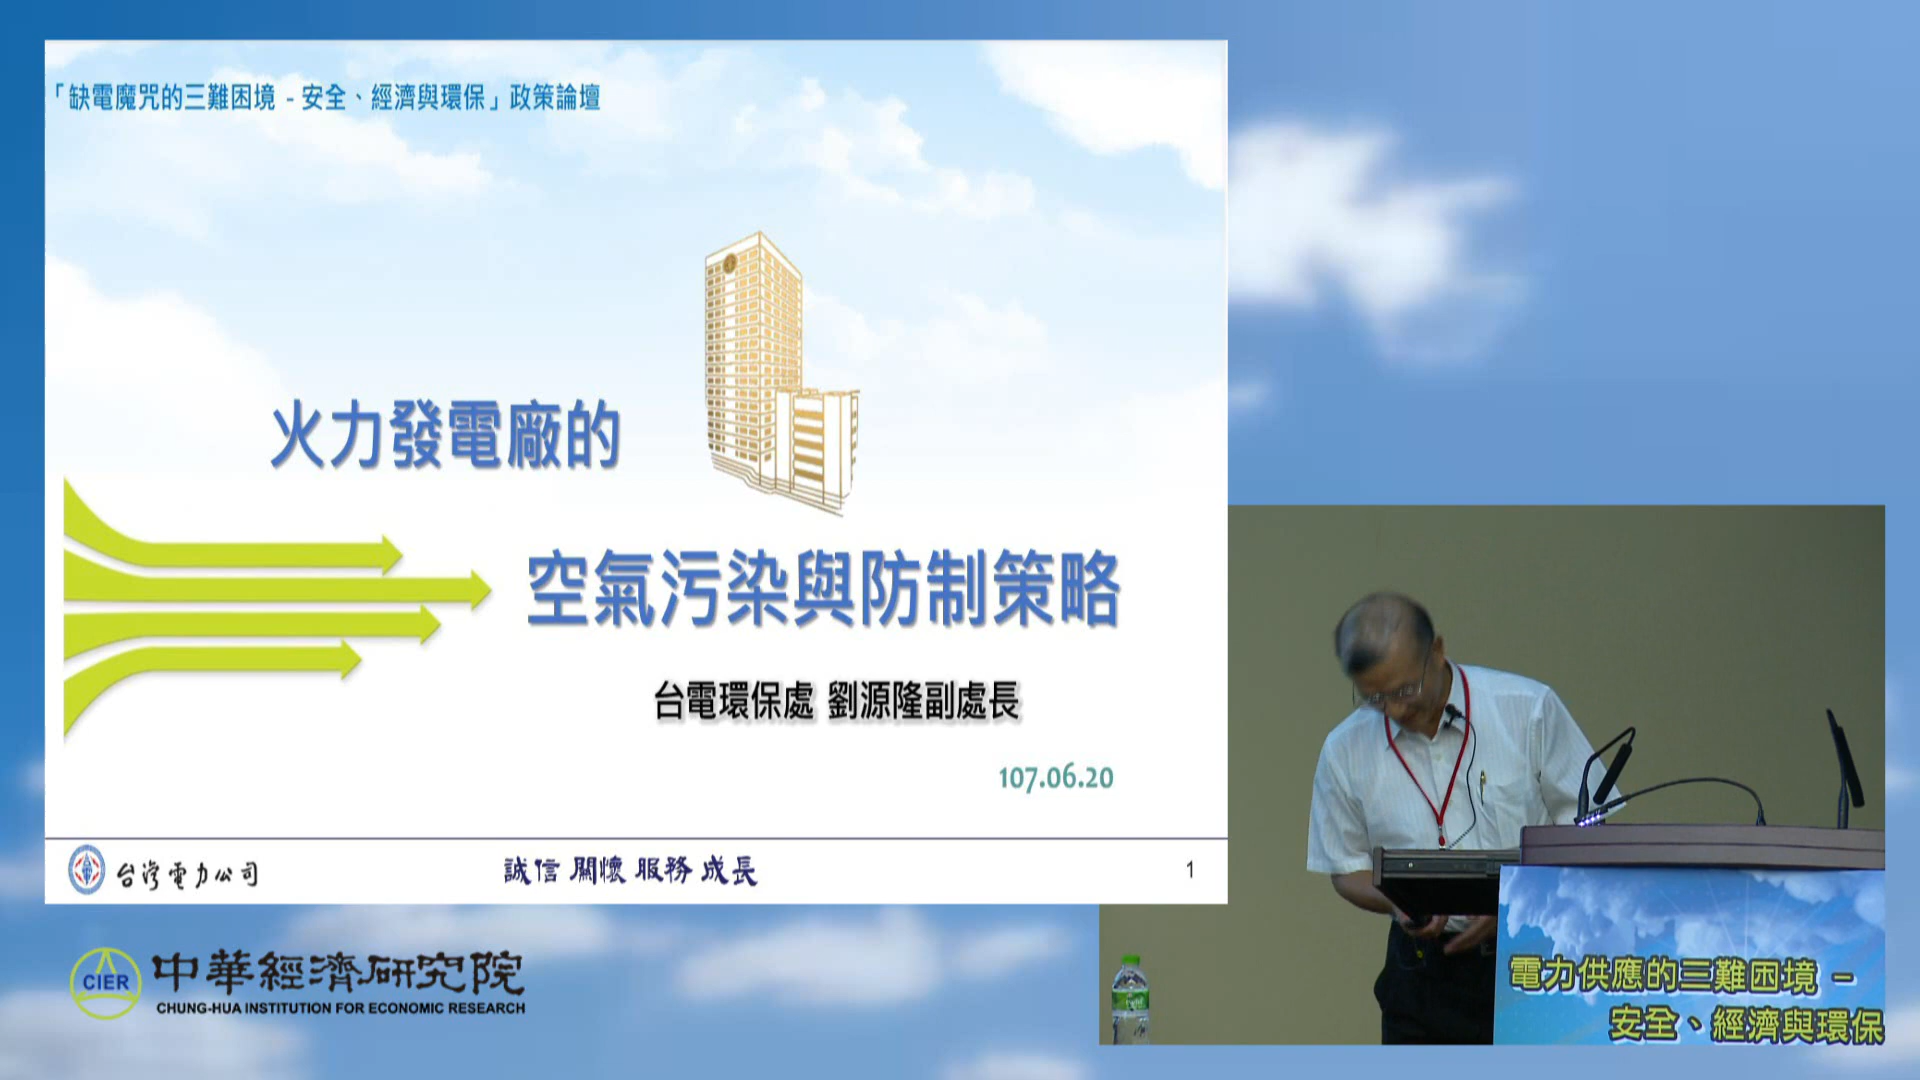 「缺電魔咒的三難困境 - 安全、經濟與環保」政策論壇
火力發電廠的
空氣污染與防制策略
台電環保處 劉源隆副處長
107.06.20
台灣電力公司
誠信 關懷 服務 成長
1
CIER
中華經濟研究院
CHUNG-HUA INSTITUTION FOR ECONOMIC RESEARCH
電力供應的三難困境 -
安全、經濟與環保